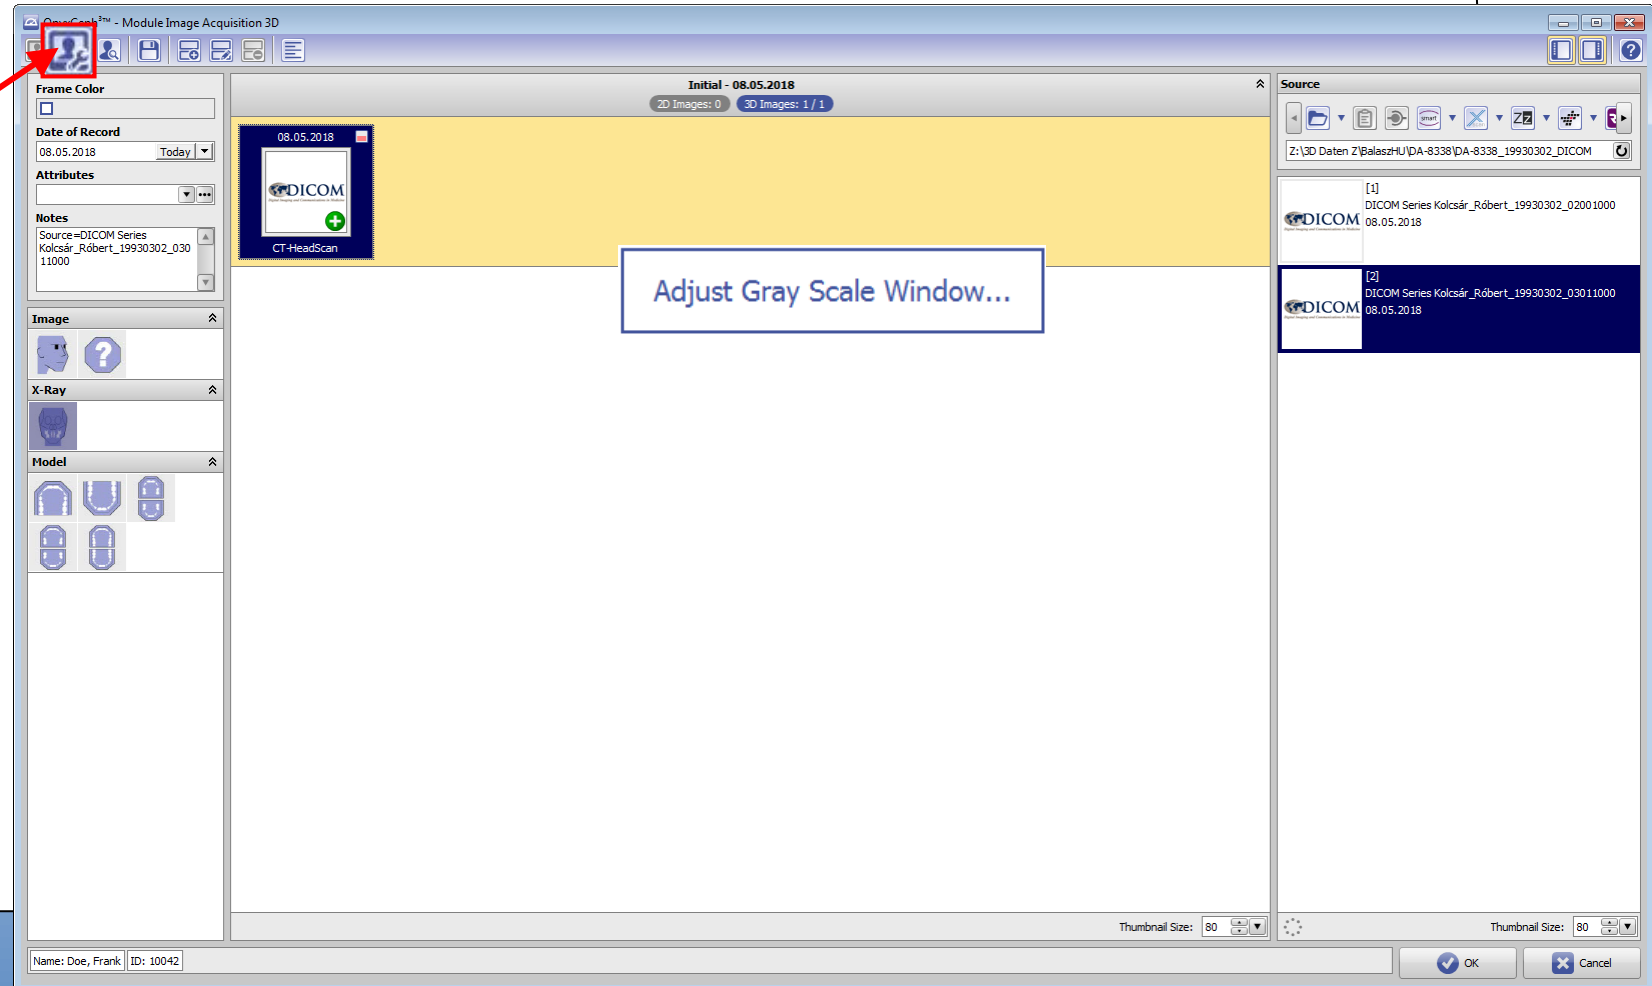 OnyxCeph³™ - Module Image Acquisition 3D
Frame Color
Date of Record
08.05.2018 Today
Attributes
Notes
Source=DICOM Series
Kolcsár_Róbert_19930302_030
11000
Image
X-Ray
Model
Initial - 08.05.2018
2D Images: 0 3D Images: 1 / 1
08.05.2018
DICOM
CT-HeadScan
Adjust Gray Scale Window...
Thumbnail Size: 80
Source
smart
Zz
Z:\3D Daten Z\BalaszHU\DA-8338\DA-8338_19930302_DICOM
[1]
DICOM Series Kolcsár_Róbert_19930302_02001000
08.05.2018
DICOM
[2]
DICOM Series Kolcsár_Róbert_19930302_03011000
08.05.2018
DICOM
Thumbnail Size: 80
Name: Doe, Frank ID: 10042
OK Cancel